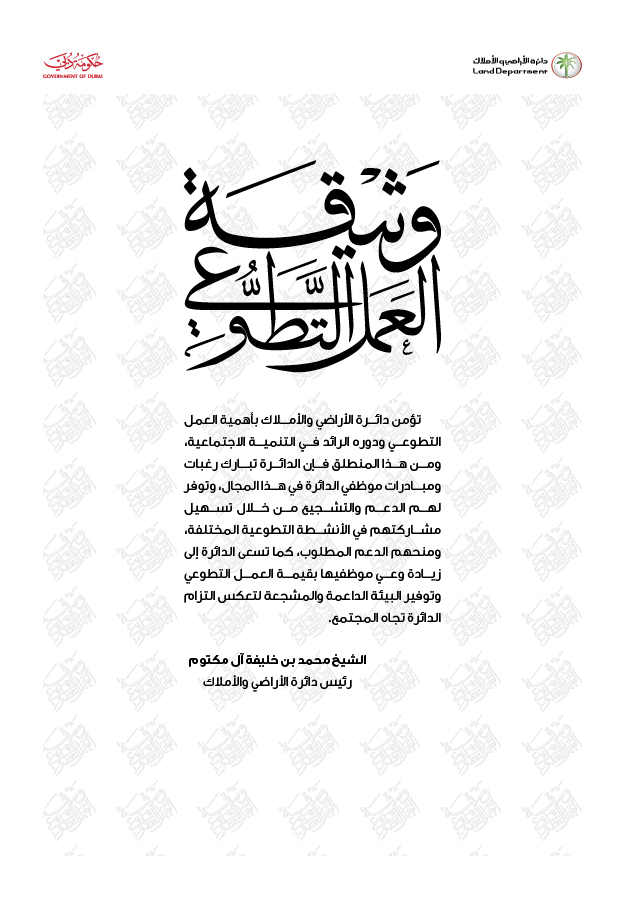 حكومة دبي
GOVERNMENT OF DUBAI
دائرة الأراضي والأملاك
Land Department
وثيقة
العمل التطوعي
تؤمن دائرة الأراضي والأملاك بأهمية العمل
التطوعي ودوره الرائد في التنمية الاجتماعية،
ومن هذا المنطلق فإن الدائرة تبارك رغبات
ومبادرات موظفي الدائرة في هذا المجال، وتوفر
لهم الدعم والتشجيع من خلال تسهيل
مشاركتهم في الأنشطة التطوعية المختلفة،
ومنحهم الدعم المطلوب، كما تسعى الدائرة إلى
زيادة وعي موظفيها بقيمة العمل التطوعي
وتوفير البيئة الداعمة والمشجعة لتعكس التزام
الدائرة تجاه المجتمع.
الشيخ محمد بن خليفة آل مكتوم
رئيس دائرة الأراضي والأملاك